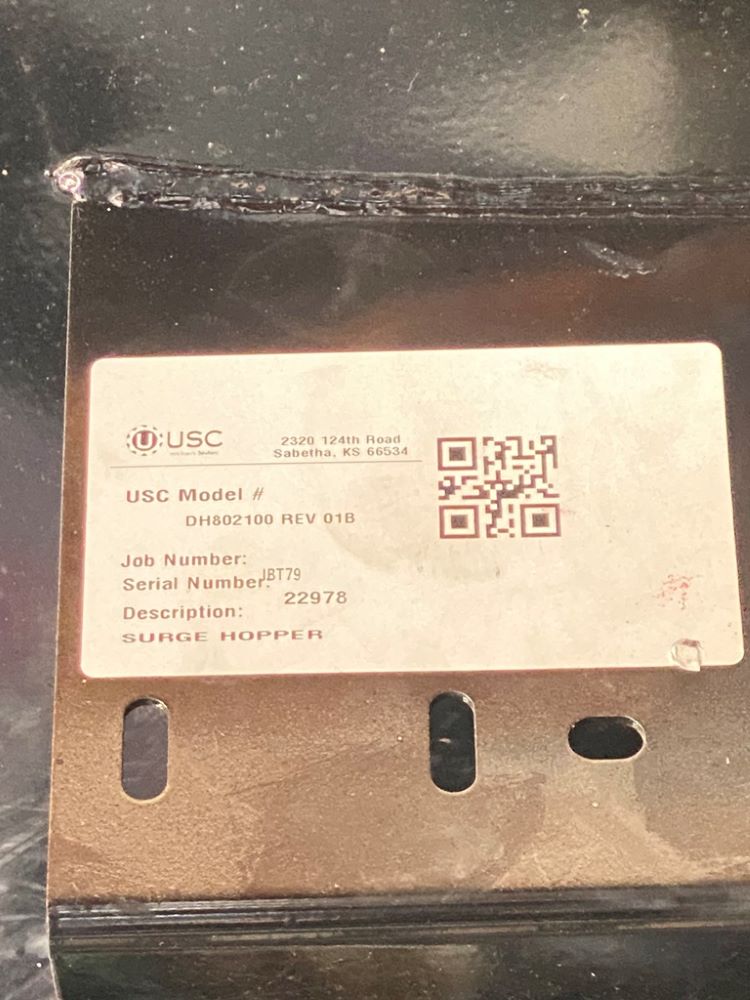 USC
2320 124th Road
Sabetha, KS 66534
USC Model #
DH802100 REV 01B
Job Number:
JBT79
Serial Number:
22978
Description:
SURGE HOPPER